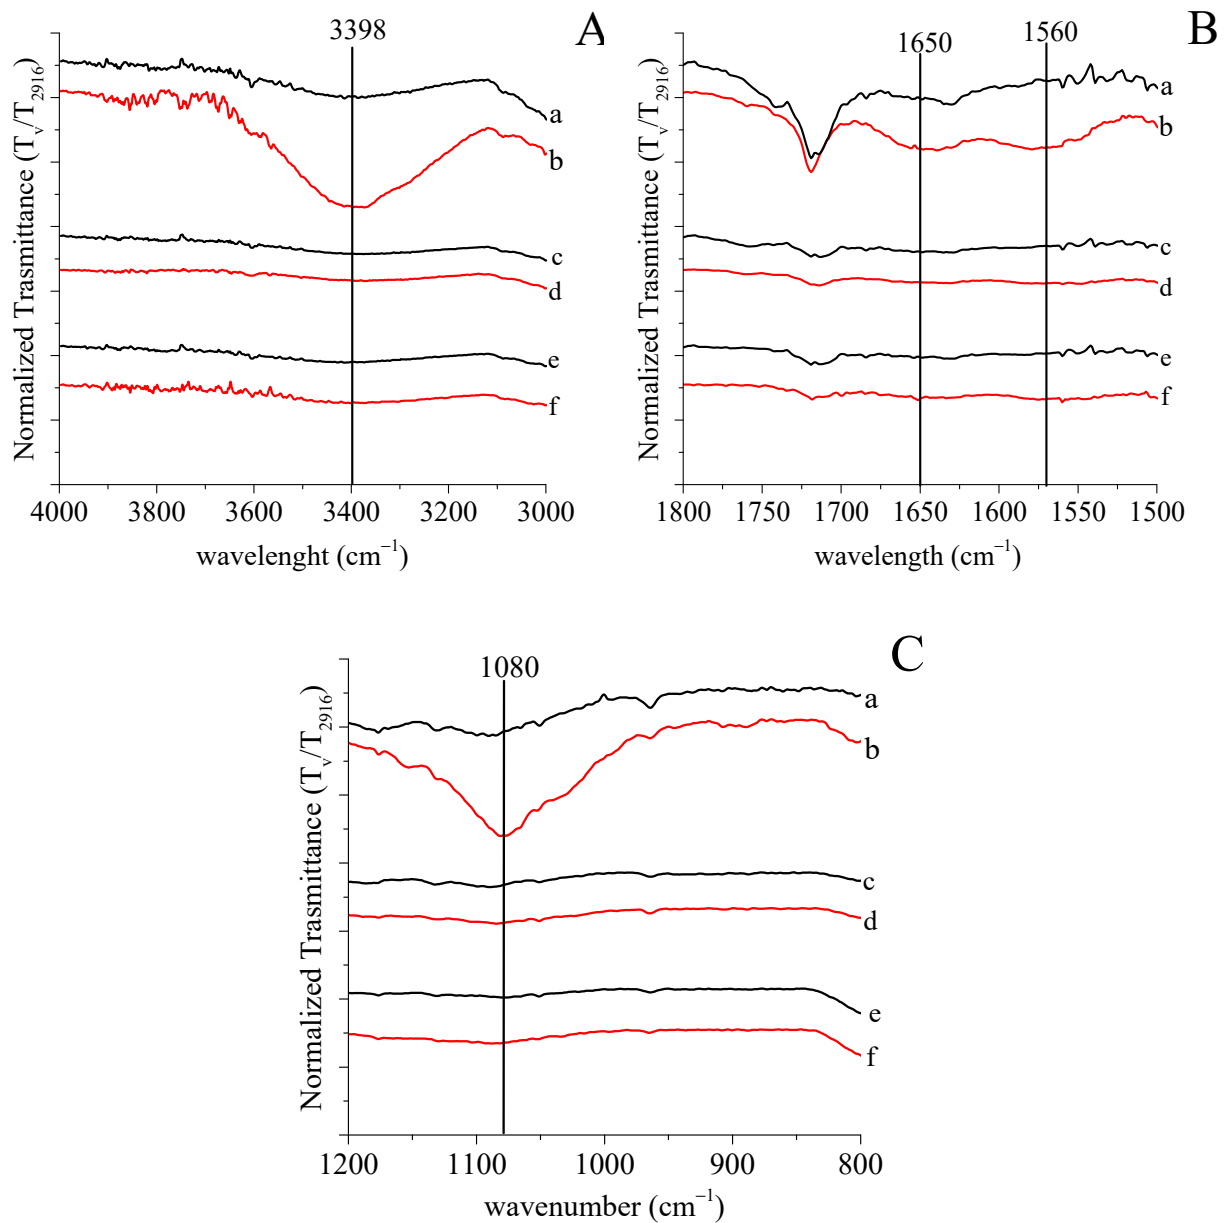 3398
A
Normalized Trasmittance (Tv/T2916)
a
b
c
d
e
f
4000 3800 3600 3400 3200 3000
wavelenght (cm−1)
1650
1560
B
Normalized Trasmittance (Tv/T2916)
a
b
c
d
e
f
1800 1750 1700 1650 1600 1550 1500
wavelength (cm−1)
1080
C
Normalized Trasmittance (Tv/T2916)
a
b
c
d
e
f
1200 1100 1000 900 800
wavenumber (cm−1)